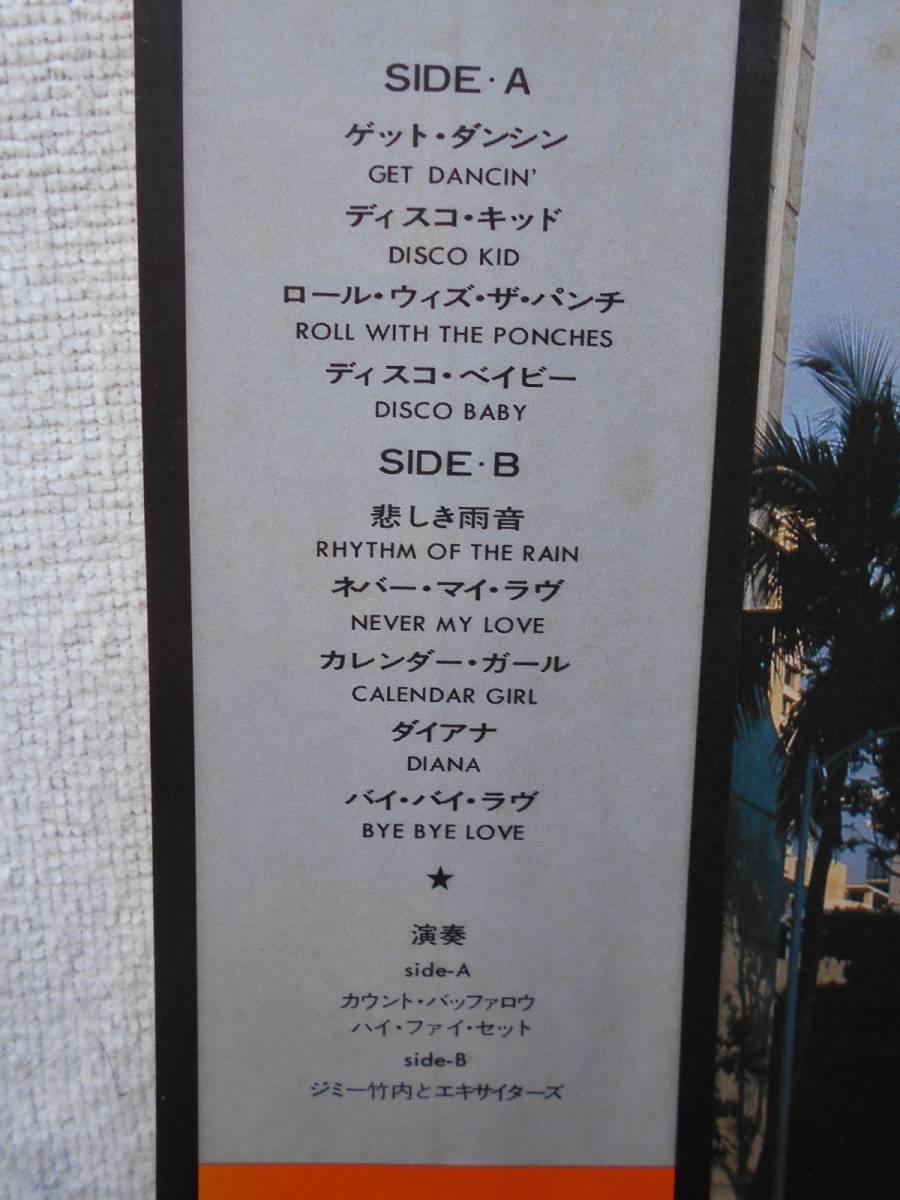 SIDE・A
ゲット・ダンシン
GET DANCIN'
ディスコ・キッド
DISCO KID
ロール・ウィズ・ザ・パンチ
ROLL WITH THE PONCHES
ディスコ・ベイビー
DISCO BABY
SIDE・B
悲しき雨音
RHYTHM OF THE RAIN
ネバー・マイ・ラヴ
NEVER MY LOVE
カレンダー・ガール
CALENDAR GIRL
ダイアナ
DIANA
バイ・バイ・ラヴ
BYE BYE LOVE
★
演奏
side-A
カウント・バッファロウ
ハイ・ファイ・セット
side-B
ジミー竹内とエキサイターズ